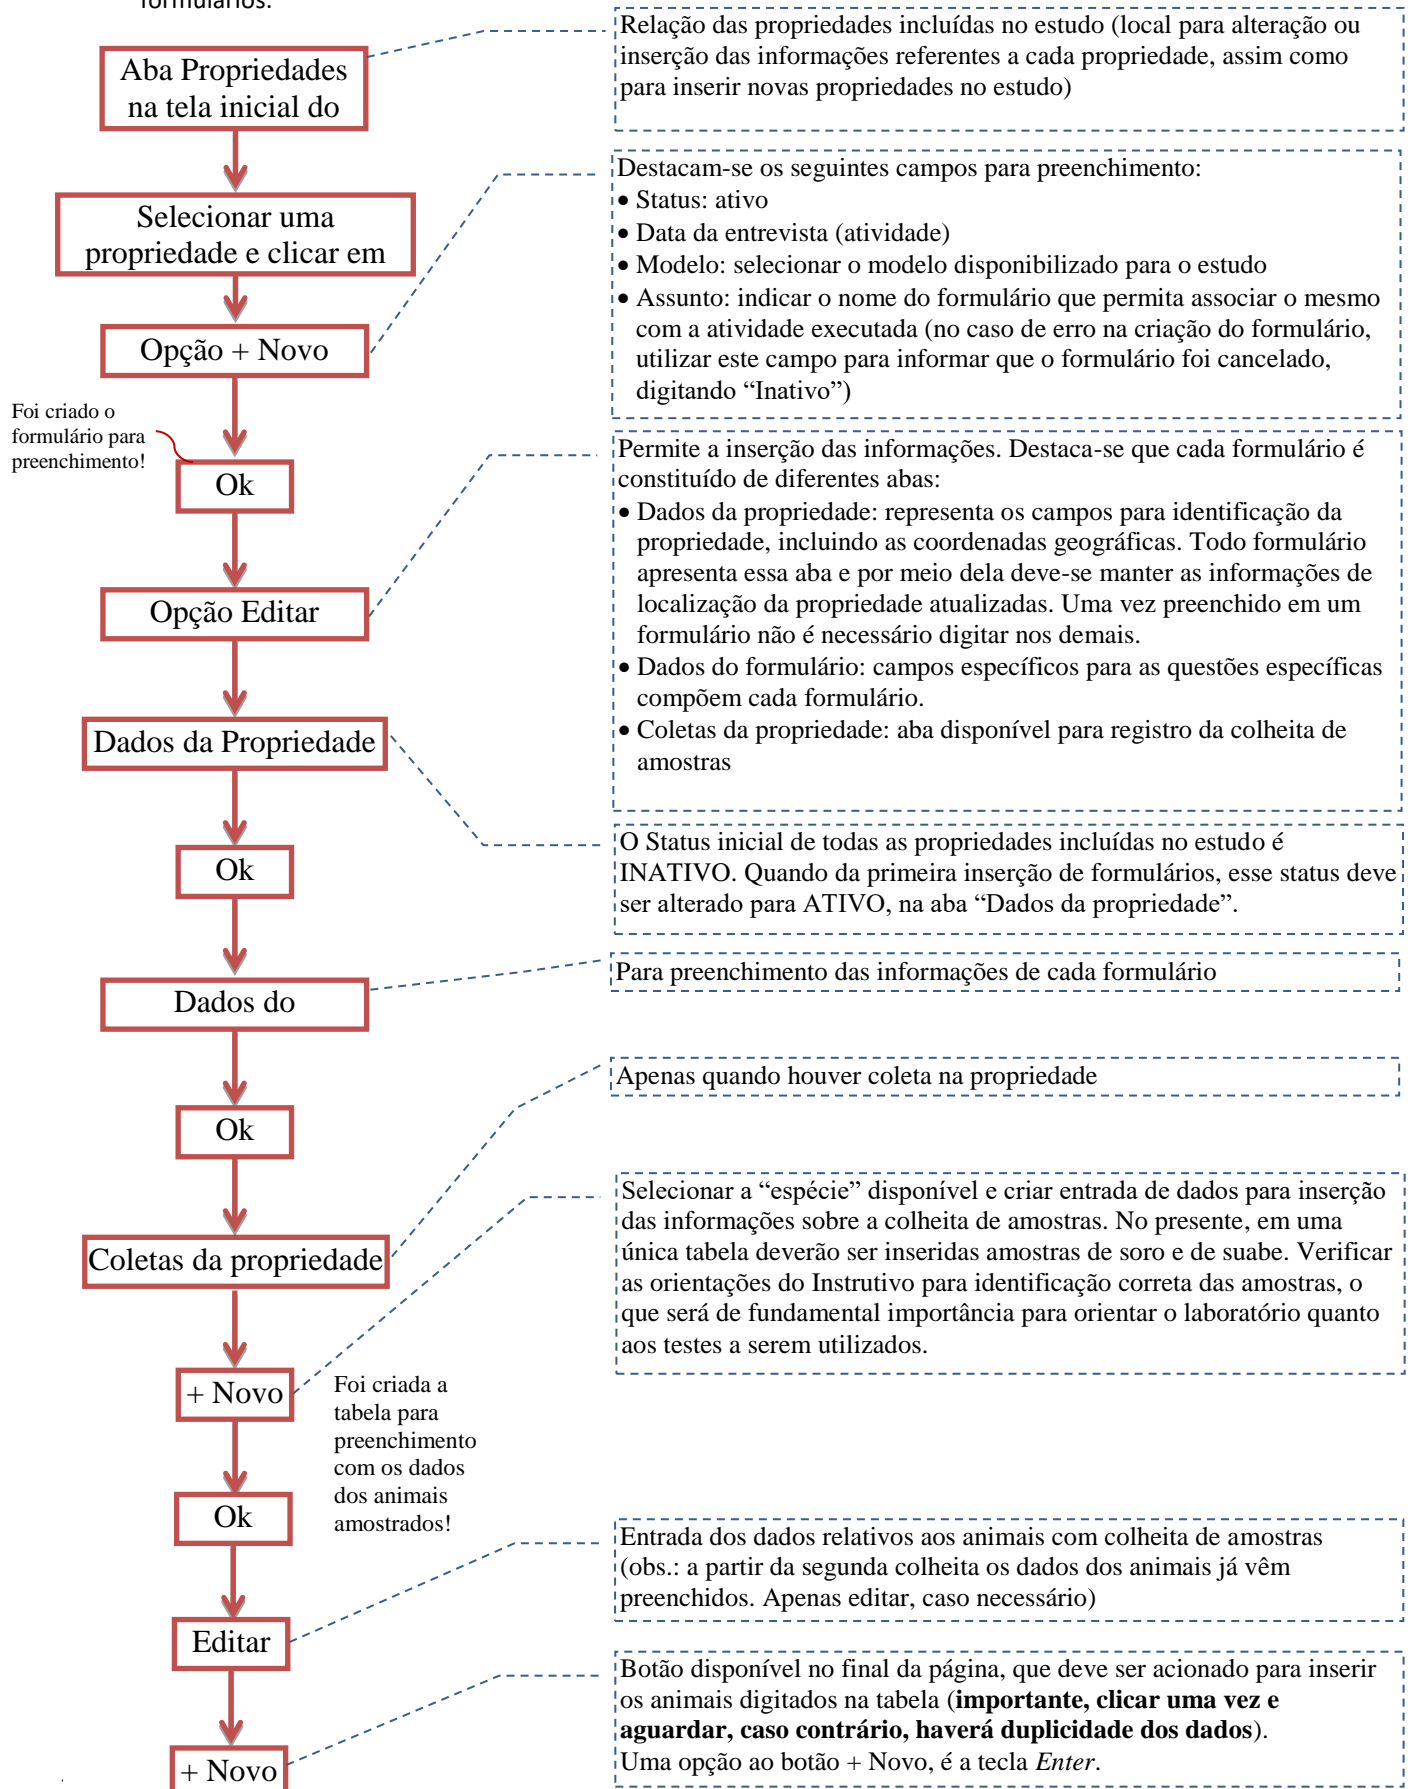 formulários.
Aba Propriedades
na tela inicial do
Relação das propriedades incluídas no estudo (local para alteração ou
inserção das informações referentes a cada propriedade, assim como
para inserir novas propriedades no estudo)
Selecionar uma
propriedade e clicar em
Opção + Novo
Destacam-se os seguintes campos para preenchimento:
• Status: ativo
• Data da entrevista (atividade)
• Modelo: selecionar o modelo disponibilizado para o estudo
• Assunto: indicar o nome do formulário que permita associar o mesmo
com a atividade executada (no caso de erro na criação do formulário,
utilizar este campo para informar que o formulário foi cancelado,
digitando “Inativo”)
Foi criado o
formulário para
preenchimento!
Ok
Opção Editar
Permite a inserção das informações. Destaca-se que cada formulário é
constituído de diferentes abas:
• Dados da propriedade: representa os campos para identificação da
propriedade, incluindo as coordenadas geográficas. Todo formulário
apresenta essa aba e por meio dela deve-se manter as informações de
localização da propriedade atualizadas. Uma vez preenchido em um
formulário não é necessário digitar nos demais.
• Dados do formulário: campos específicos para as questões específicas
compõem cada formulário.
• Coletas da propriedade: aba disponível para registro da colheita de
amostras
Dados da Propriedade
O Status inicial de todas as propriedades incluídas no estudo é
INATIVO. Quando da primeira inserção de formulários, esse status deve
ser alterado para ATIVO, na aba “Dados da propriedade”.
Ok
Dados do
Para preenchimento das informações de cada formulário
Ok
Coletas da propriedade
Apenas quando houver coleta na propriedade
+ Novo
Selecionar a “espécie” disponível e criar entrada de dados para inserção
das informações sobre a colheita de amostras. No presente, em uma
única tabela deverão ser inseridas amostras de soro e de suabe. Verificar
as orientações do Instrutivo para identificação correta das amostras, o
que será de fundamental importância para orientar o laboratório quanto
aos testes a serem utilizados.
Foi criada a
tabela para
preenchimento
com os dados
dos animais
amostrados!
Ok
Editar
Entrada dos dados relativos aos animais com colheita de amostras
(obs.: a partir da segunda colheita os dados dos animais já vêm
preenchidos. Apenas editar, caso necessário)
+ Novo
Botão disponível no final da página, que deve ser acionado para inserir
os animais digitados na tabela (importante, clicar uma vez e
aguardar, caso contrário, haverá duplicidade dos dados).
Uma opção ao botão + Novo, é a tecla Enter.
.